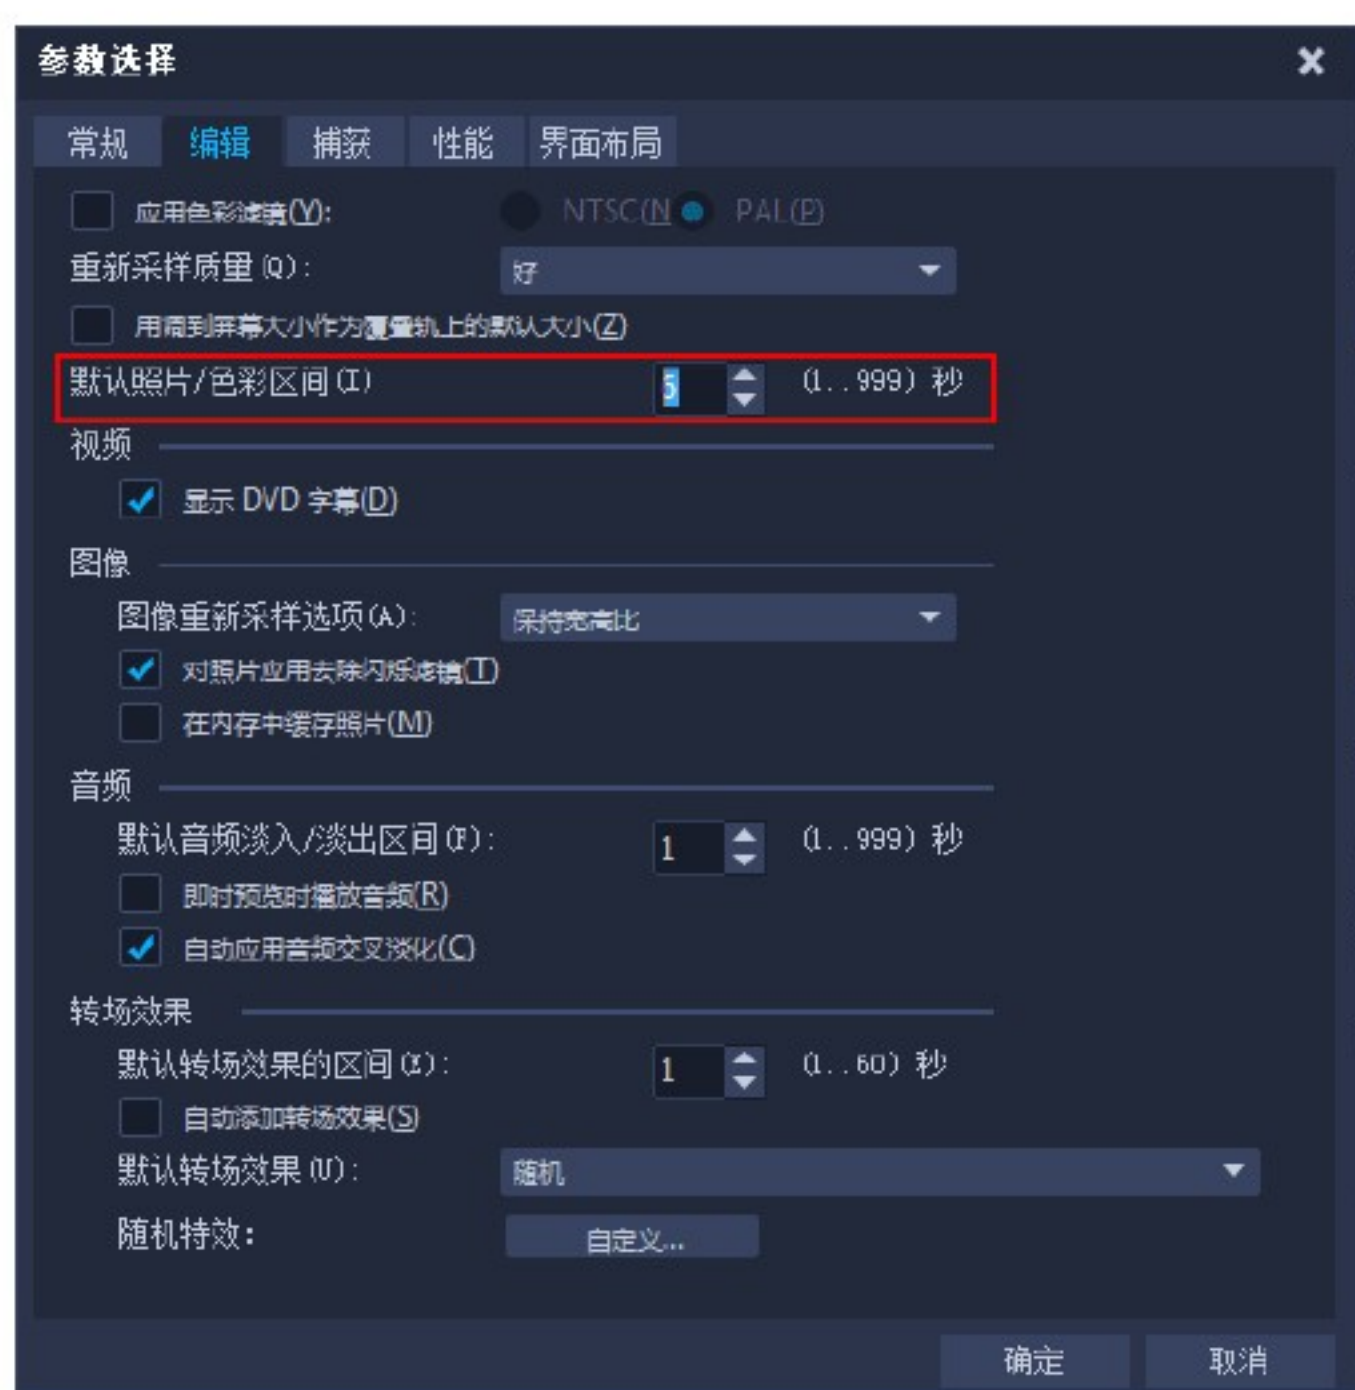 参数选择
常规 编辑 捕获 性能 界面布局
应用色彩滤镜(Y): NTSC(N PAL(P)
重新采样质量(Q): 好
用调到屏幕大小作为覆叠轨上的默认大小(Z)
默认照片/色彩区间(I) 5 (1..999) 秒
视频
显示 DVD 字幕(D)
图像
图像重新采样选项(A): 保持宽高比
对照片应用去除闪烁滤镜(T)
在内存中缓存照片(M)
音频
默认音频淡入/淡出区间(F): 1 (1..999) 秒
即时预览时播放音频(R)
自动应用音频交叉淡化(C)
转场效果
默认转场效果的区间(E): 1 (1..60) 秒
自动添加转场效果(S)
默认转场效果(U): 随机
随机特效: 自定义...
确定 取消